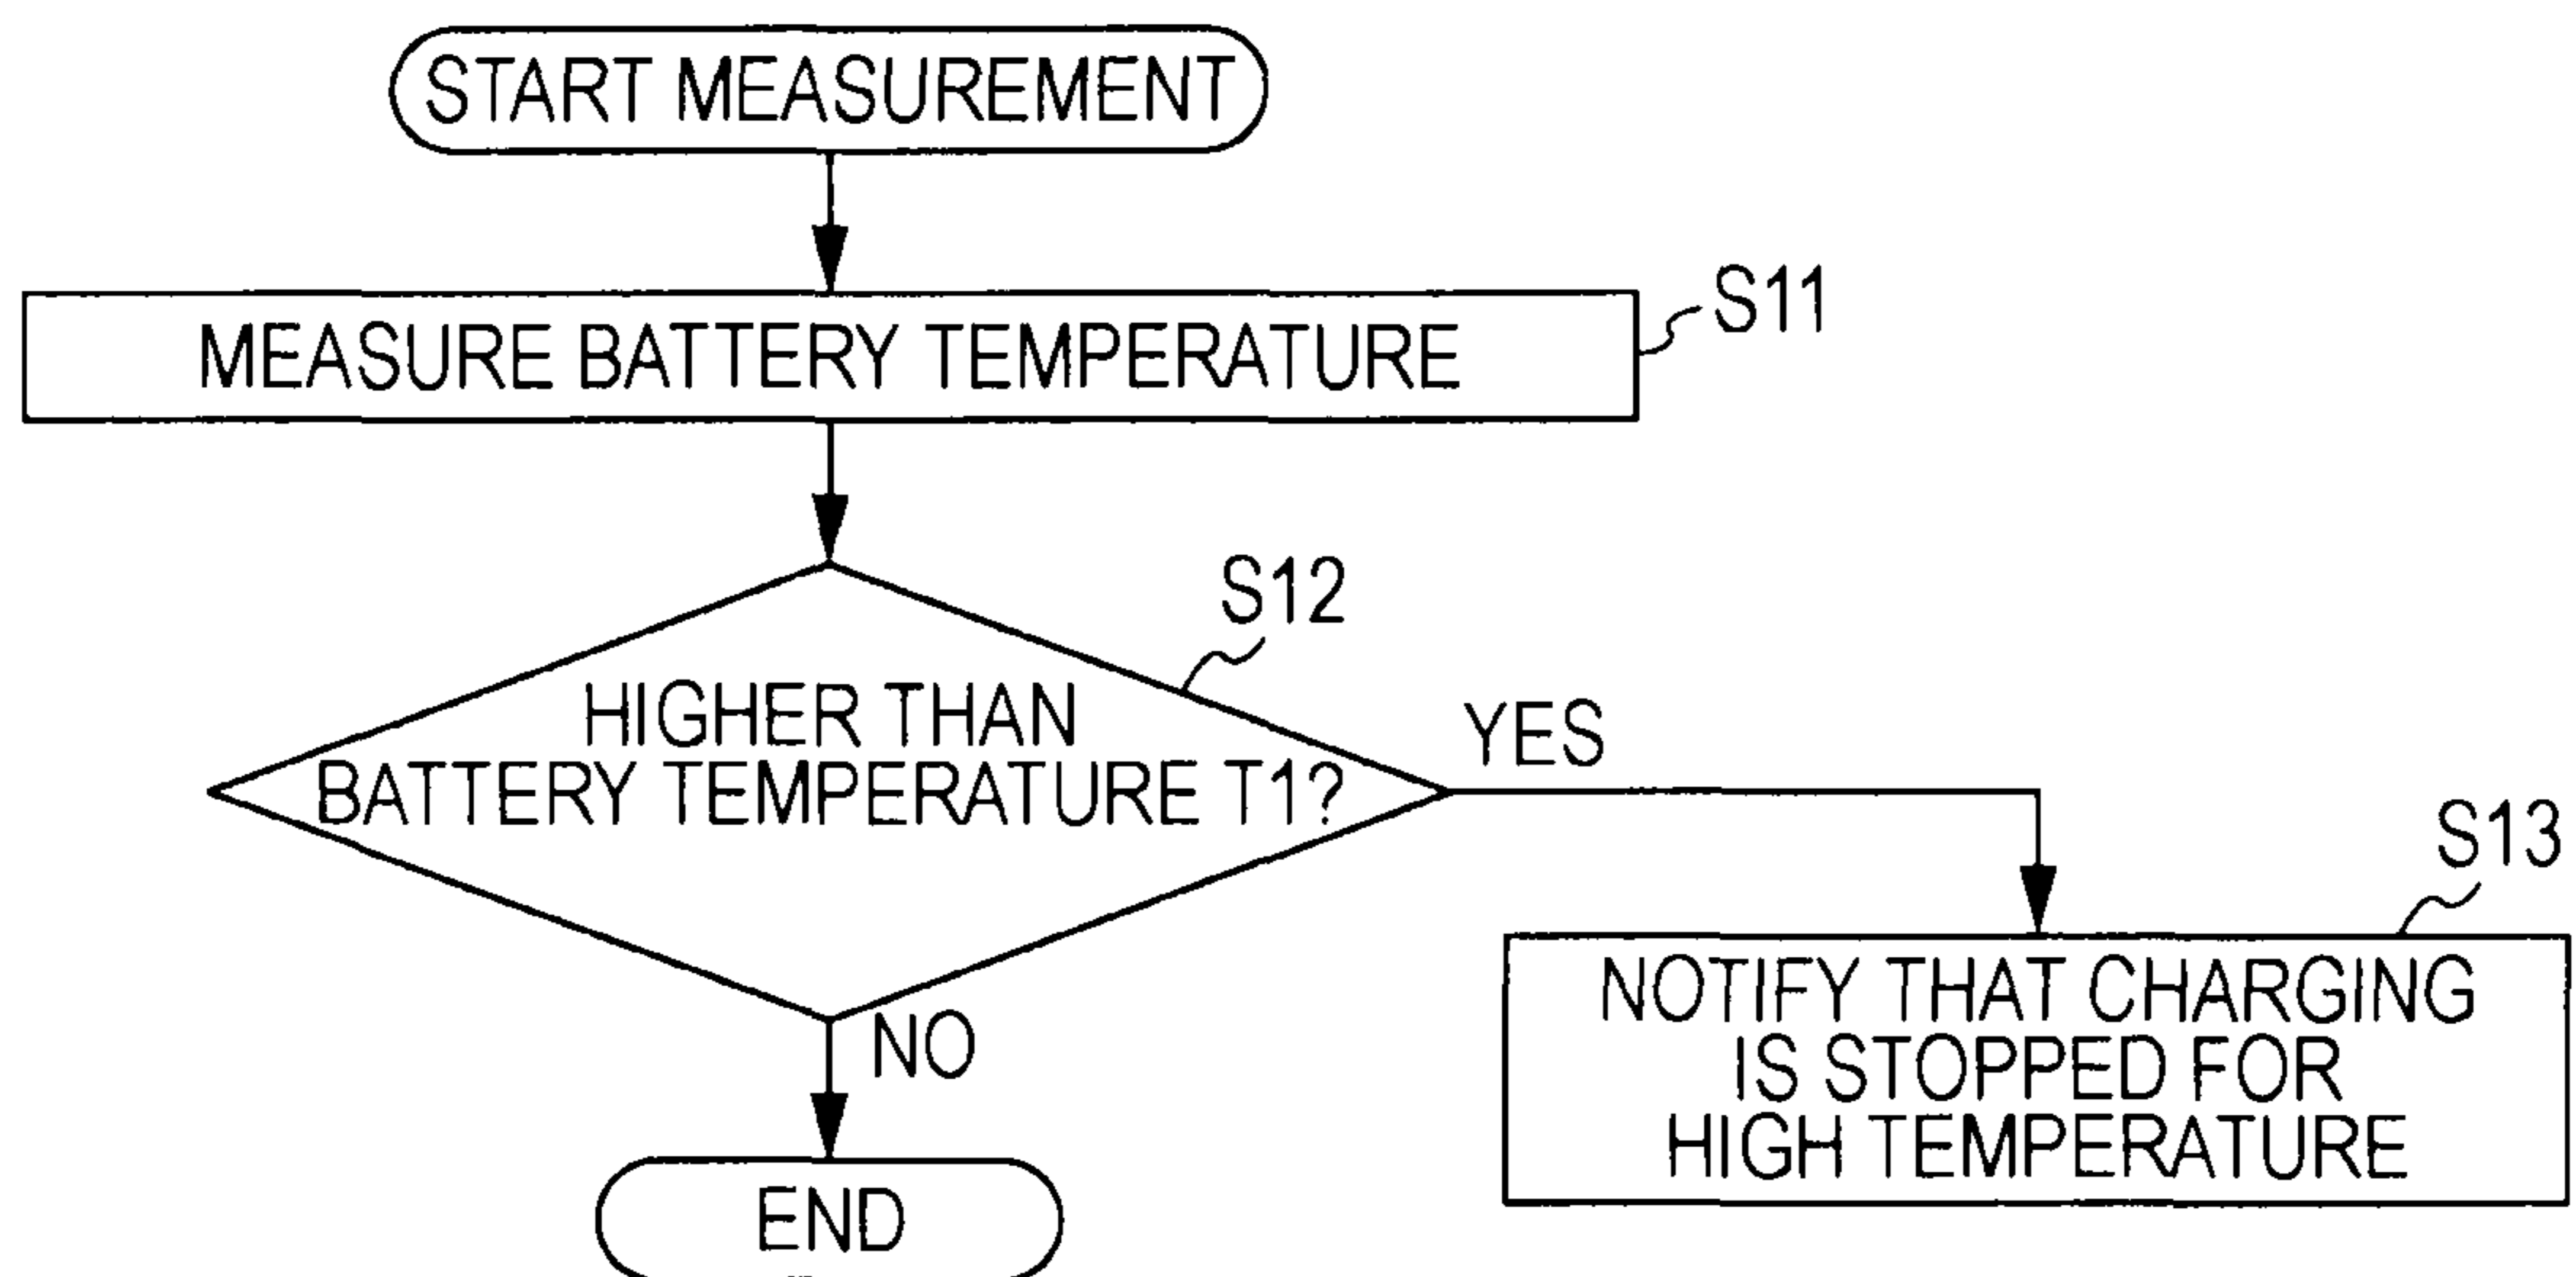 START MEASUREMENT
MEASURE BATTERY TEMPERATURE
S11
S12
HIGHER THAN
BATTERY TEMPERATURE T1?
YES
S13
NOTIFY THAT CHARGING
IS STOPPED FOR
HIGH TEMPERATURE
NO
END